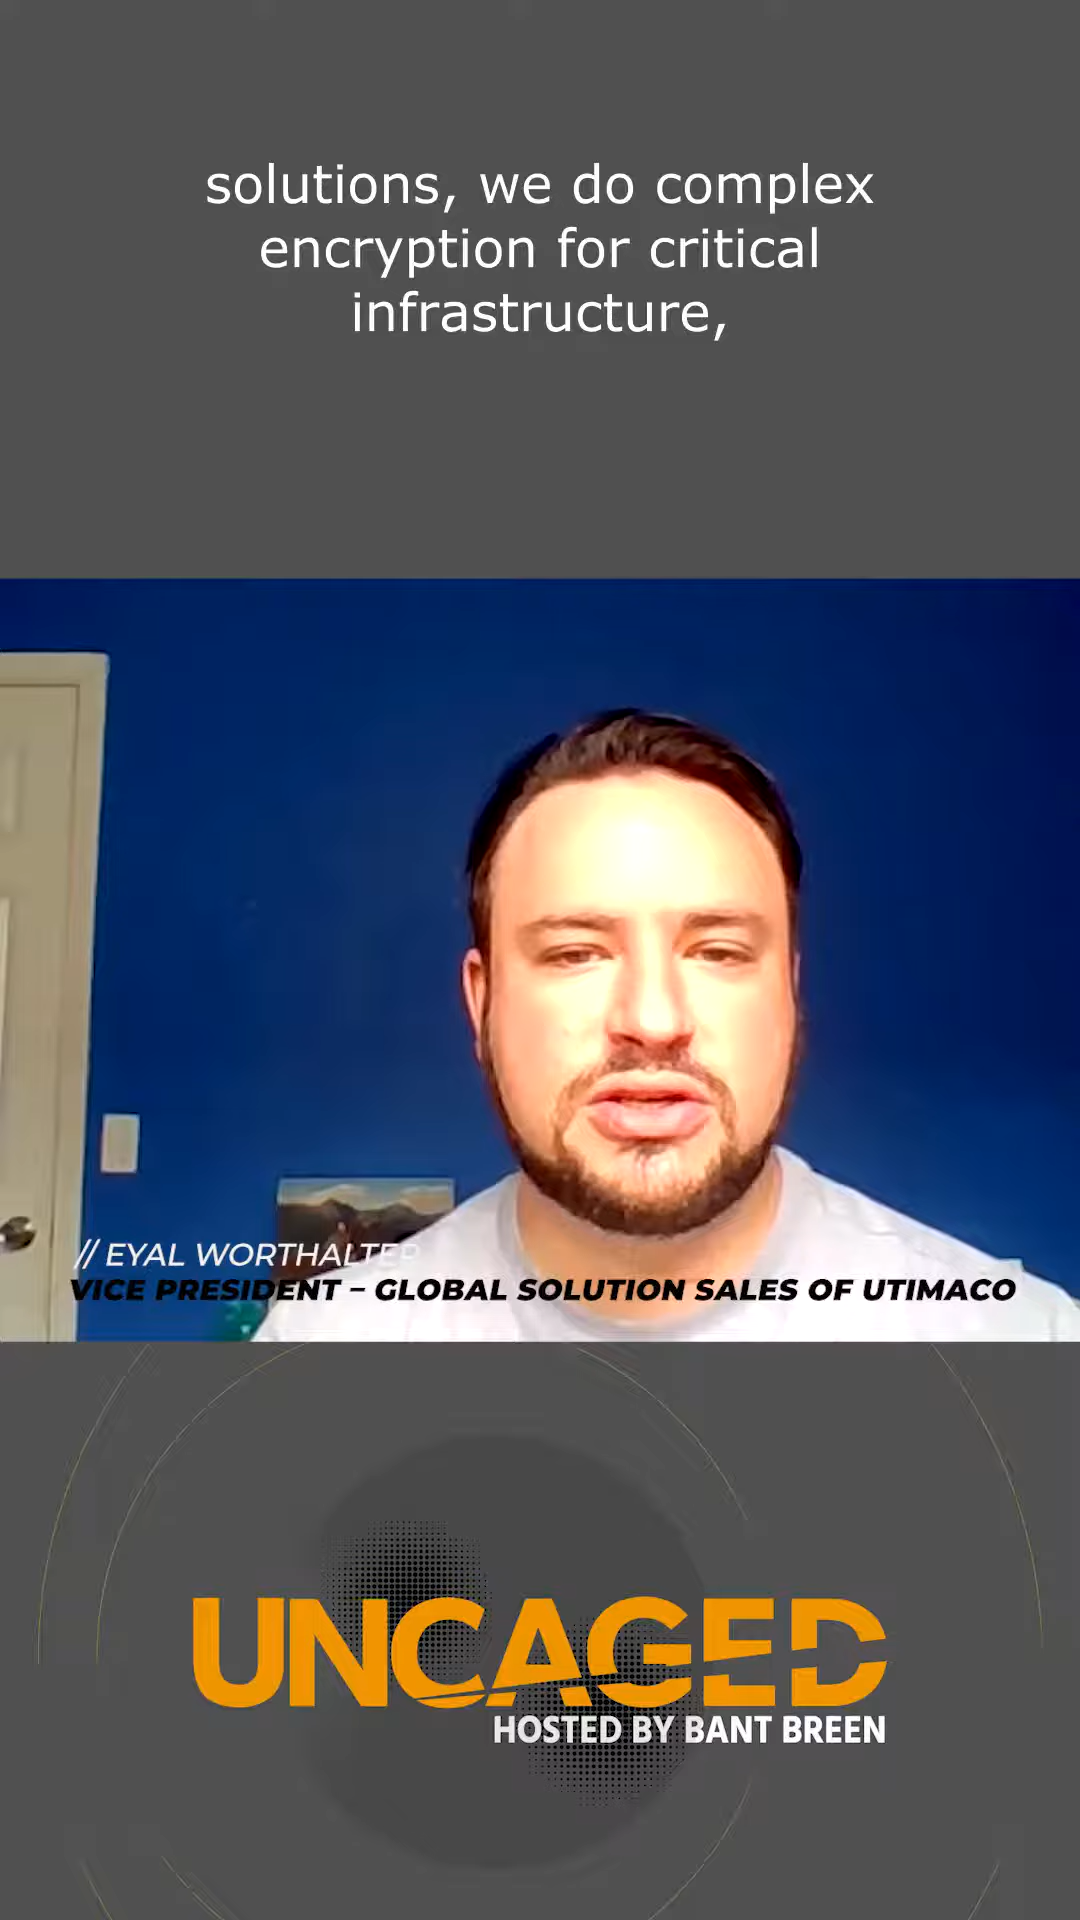 solutions, we do complex
encryption for critical
infrastructure,
// EYAL WORTHALTER
VICE PRESIDENT – GLOBAL SOLUTION SALES OF UTIMACO
UNCAGED
HOSTED BY BANT BREEN